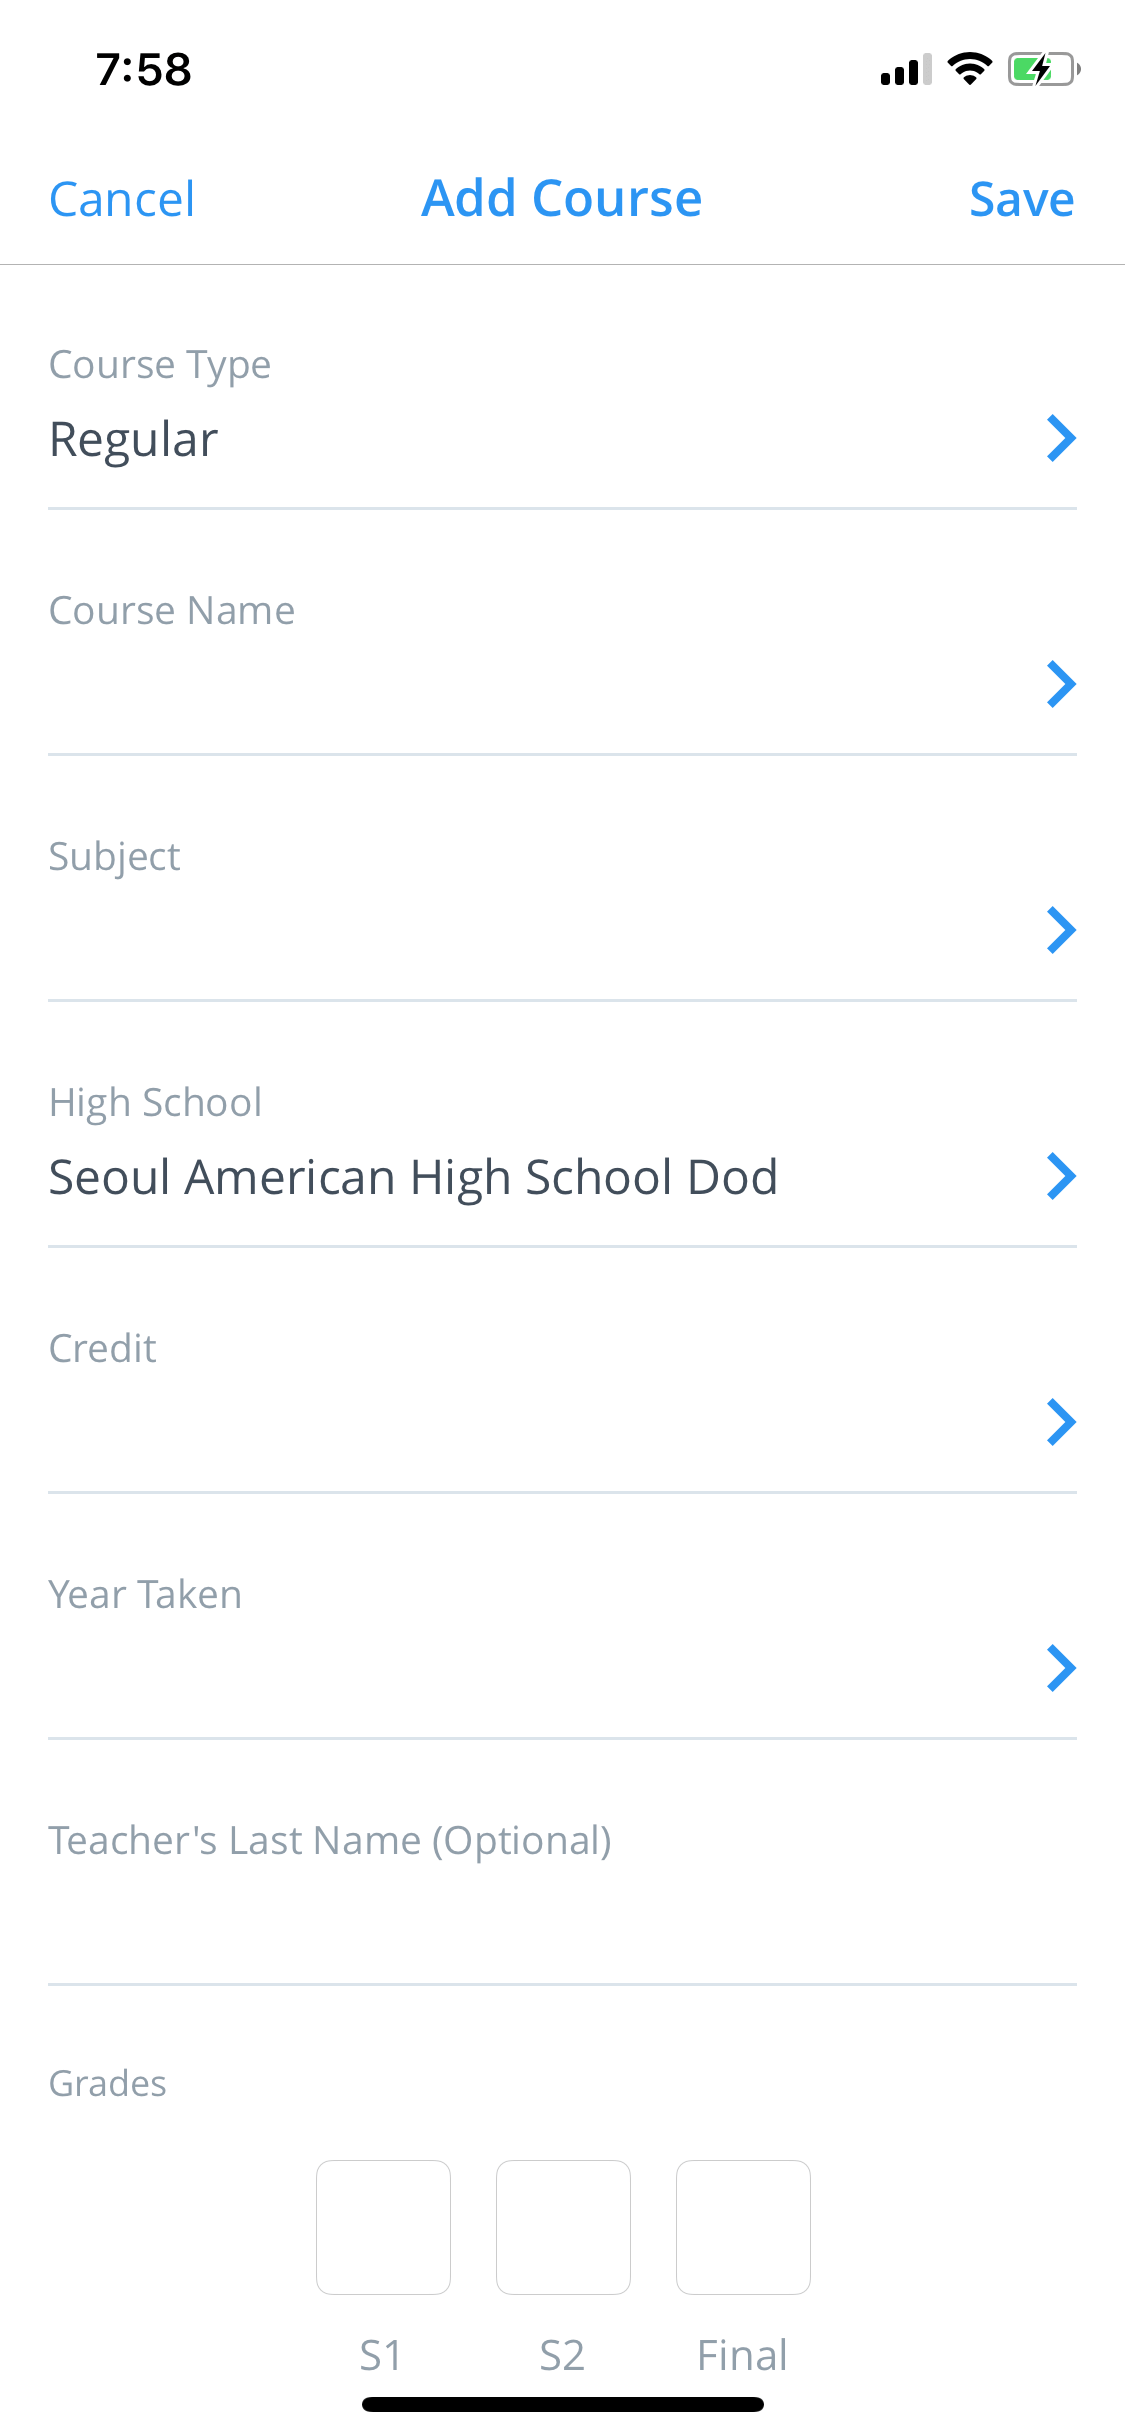 7:58
Cancel Add Course Save
Course Type
Regular
Course Name
Subject
High School
Seoul American High School Dod
Credit
Year Taken
Teacher's Last Name (Optional)
Grades
S1 S2 Final